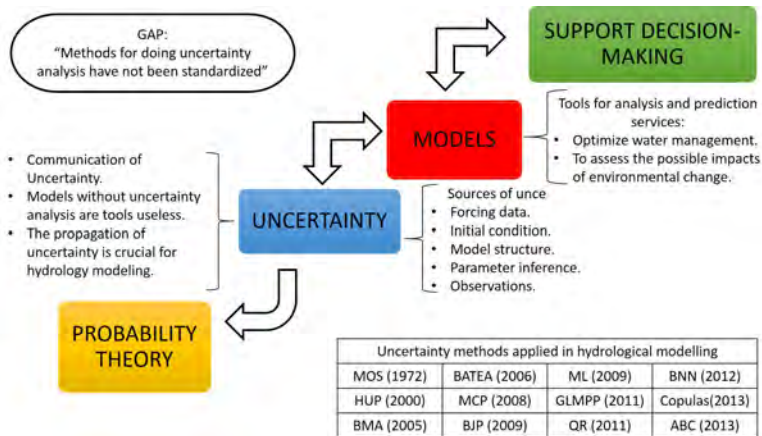 GAP:
“Methods for doing uncertainty
analysis have not been standardized”
SUPPORT DECISION-
MAKING
MODELS
Tools for analysis and prediction
services:
• Optimize water management.
• To assess the possible impacts
of environmental change.
• Communication of
Uncertainty.
• Models without uncertainty
analysis are tools useless.
• The propagation of
uncertainty is crucial for
hydrology modeling.
UNCERTAINTY
Sources of unce
• Forcing data.
• Initial condition.
• Model structure.
• Parameter inference.
• Observations.
PROBABILITY
THEORY
Uncertainty methods applied in hydrological modelling
MOS (1972) BATEA (2006) ML (2009) BNN (2012)
HUP (2000) MCP (2008) GLMPP (2011) Copulas(2013)
BMA (2005) BJP (2009) QR (2011) ABC (2013)